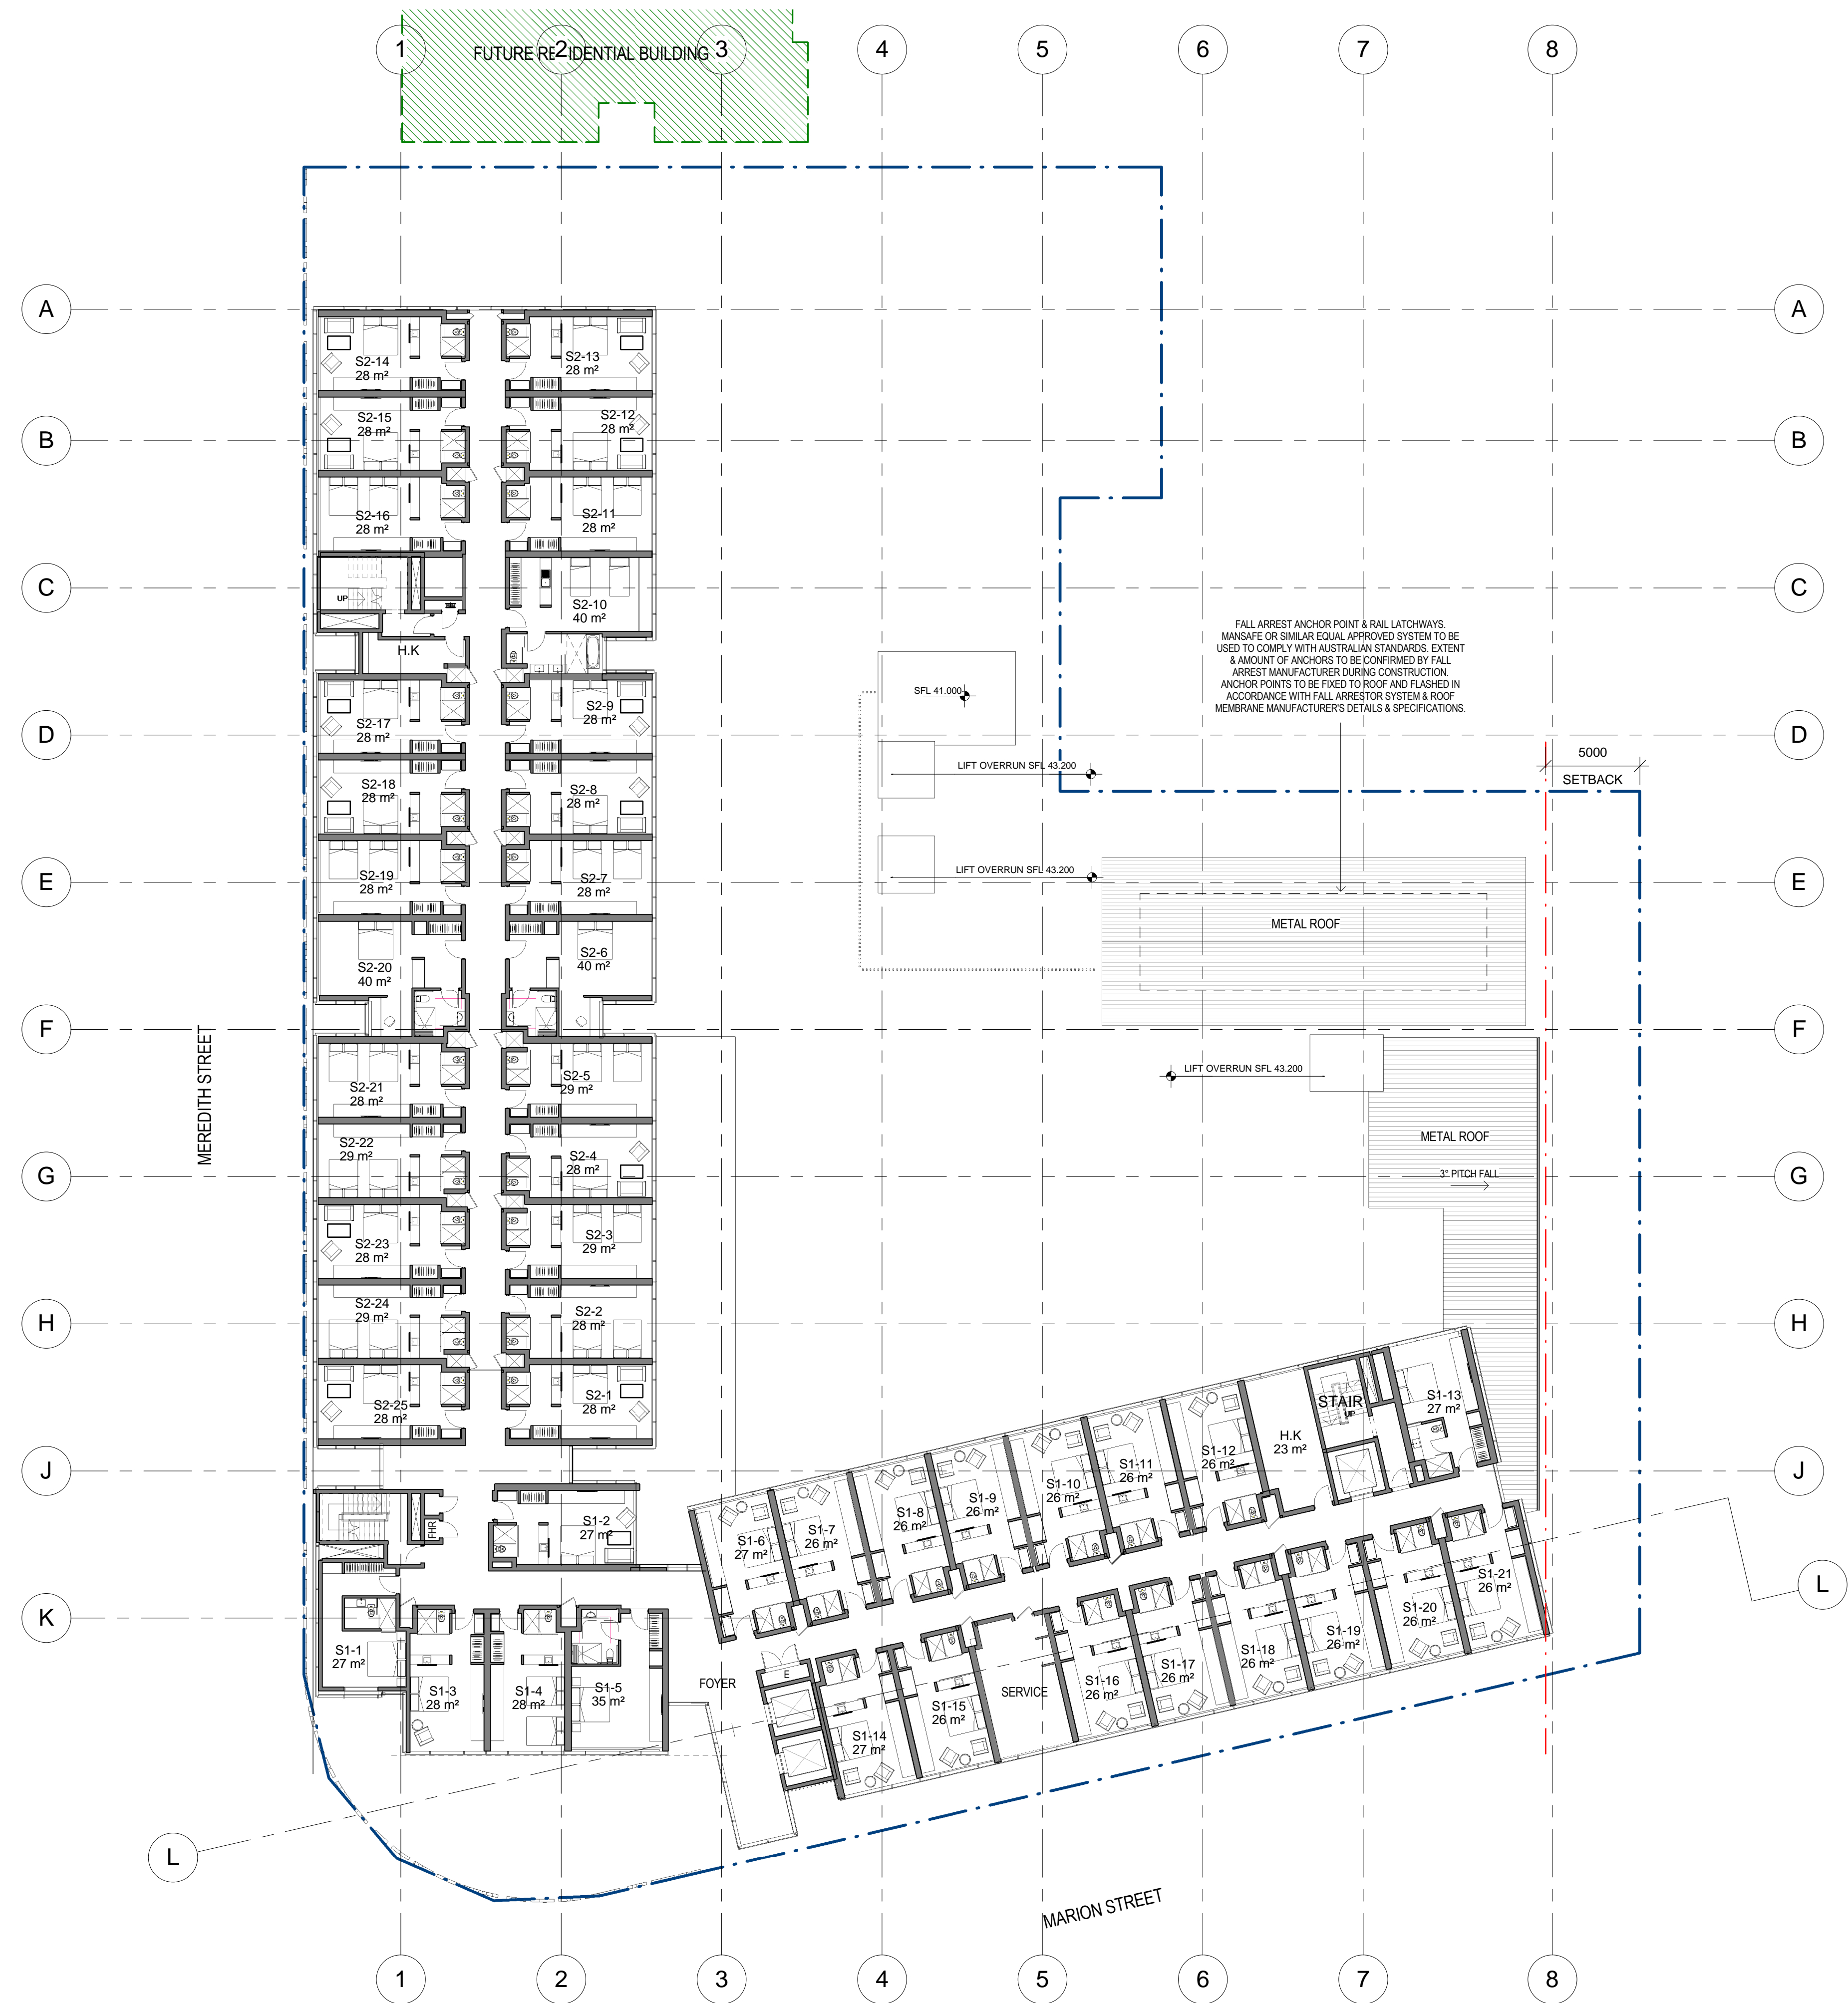 1 2 3 4 5 6 7 8
FUTURE RESIDENTIAL BUILDING
A A
S2-14
28 m²
S2-13
28 m²
S2-15
28 m²
S2-12
28 m²
B B
S2-16
28 m²
S2-11
28 m²
C C
UP
S2-10
40 m²
H.K
FALL ARREST ANCHOR POINT & RAIL LATCHWAYS.
MANSAFE OR SIMILAR EQUAL APPROVED SYSTEM TO BE
USED TO COMPLY WITH AUSTRALIAN STANDARDS. EXTENT
& AMOUNT OF ANCHORS TO BE CONFIRMED BY FALL
ARREST MANUFACTURER DURING CONSTRUCTION.
ANCHOR POINTS TO BE FIXED TO ROOF AND FLASHED IN
ACCORDANCE WITH FALL ARRESTOR SYSTEM & ROOF
MEMBRANE MANUFACTURER'S DETAILS & SPECIFICATIONS.
SFL 41.000
S2-17
28 m²
S2-9
28 m²
D D
5000
SETBACK
LIFT OVERRUN SFL 43.200
S2-18
28 m²
S2-8
28 m²
S2-19
28 m²
S2-7
28 m²
LIFT OVERRUN SFL 43.200
E E
METAL ROOF
S2-20
40 m²
S2-6
40 m²
F F
MEREDITH STREET
LIFT OVERRUN SFL 43.200
S2-21
28 m²
S2-5
29 m²
METAL ROOF
S2-22
29 m²
S2-4
28 m²
3° PITCH FALL
G G
S2-23
28 m²
S2-3
29 m²
S2-24
29 m²
S2-2
28 m²
H H
S2-25
28 m²
S2-1
28 m²
STAIR
UP
S1-13
27 m²
H.K
23 m²
S1-12
26 m²
S1-11
26 m²
S1-10
26 m²
S1-9
26 m²
S1-8
26 m²
S1-7
26 m²
S1-6
27 m²
J J
FHR
S1-2
27 m²
K K
L
S1-1
27 m²
S1-3
28 m²
S1-4
28 m²
S1-5
35 m²
FOYER
E
S1-14
27 m²
S1-15
26 m²
SERVICE
S1-16
26 m²
S1-17
26 m²
S1-18
26 m²
S1-19
26 m²
S1-20
26 m²
S1-21
26 m²
L
MARION STREET
1 2 3 4 5 6 7 8